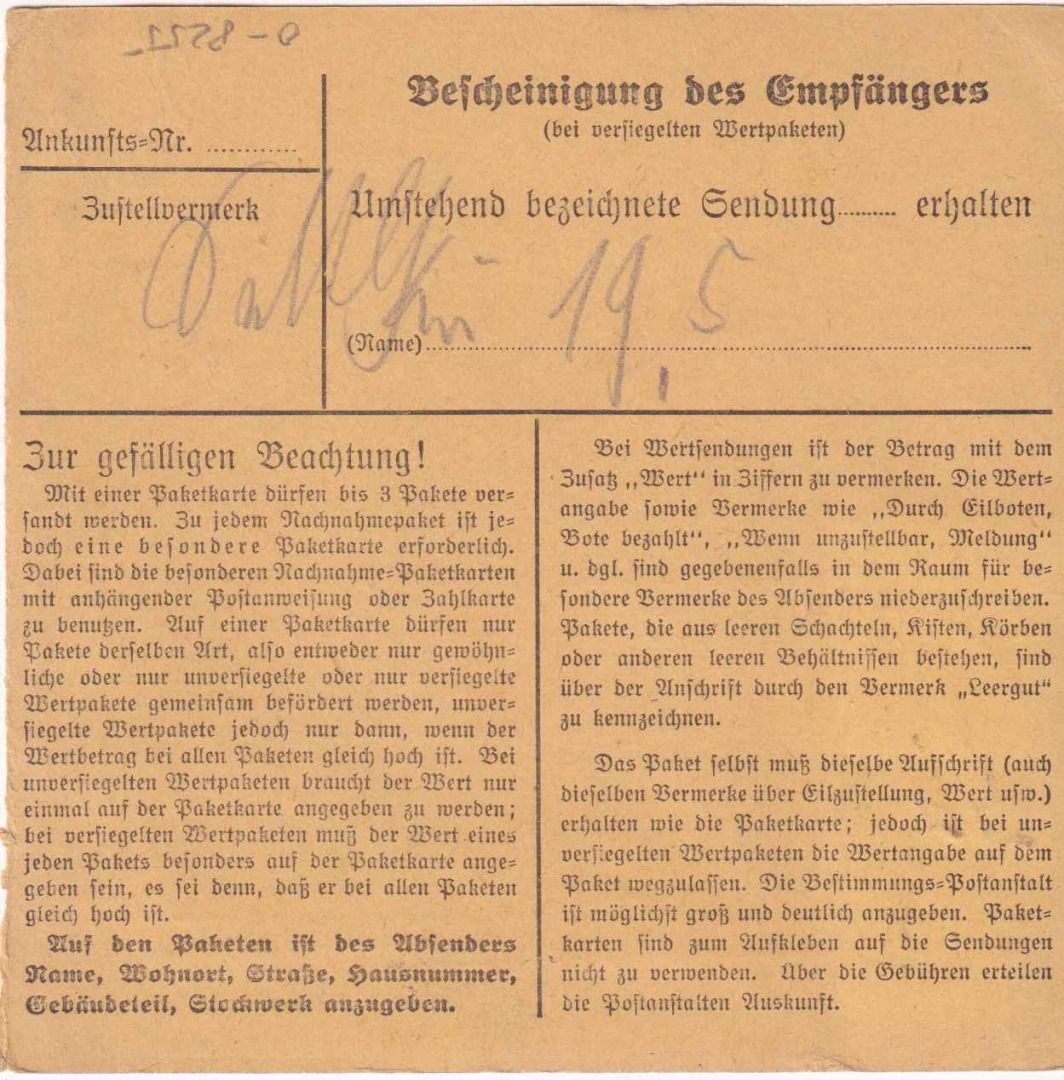 Ankunfts-Nr. ............
Zustellvermerk
Bescheinigung des Empfängers
(bei versiegelten Wertpaketen)
Umstehend bezeichnete Sendung.......... erhalten
19. 5
(Name)..........................................................................................
Zur gefälligen Beachtung!
Mit einer Paketkarte dürfen bis 3 Pakete ver-
sandt werden. Zu jedem Nachnahmepaket ist je-
doch eine besondere Paketkarte erforderlich.
Dabei sind die besonderen Nachnahme-Paketkarten
mit anhängender Postanweisung oder Zahlkarte
zu benutzen. Auf einer Paketkarte dürfen nur
Pakete derselben Art, also entweder nur gewöhn-
liche oder nur unversiegelte oder nur versiegelte
Wertpakete gemeinsam befördert werden, unver-
siegelte Wertpakete jedoch nur dann, wenn der
Wertbetrag bei allen Paketen gleich hoch ist. Bei
unversiegelten Wertpaketen braucht der Wert nur
einmal auf der Paketkarte angegeben zu werden;
bei versiegelten Wertpaketen muß der Wert eines
jeden Pakets besonders auf der Paketkarte ange-
geben sein, es sei denn, daß er bei allen Paketen
gleich hoch ist.
Auf den Paketen ist des Absenders
Name, Wohnort, Straße, Hausnummer,
Gebäudeteil, Stockwerk anzugeben.
Bei Wertsendungen ist der Betrag mit dem
Zusatz ,,Wert" in Ziffern zu vermerken. Die Wert-
angabe sowie Vermerke wie ,,Durch Eilboten,
Bote bezahlt", ,,Wenn unzustellbar, Meldung"
u. dgl. sind gegebenenfalls in dem Raum für be-
sondere Vermerke des Absenders niederzuschreiben.
Pakete, die aus leeren Schachteln, Kisten, Körben
oder anderen leeren Behältnissen bestehen, sind
über der Anschrift durch den Vermerk „Leergut"
zu kennzeichnen.
Das Paket selbst muß dieselbe Aufschrift (auch
dieselben Vermerke über Eilzustellung, Wert usw.)
erhalten wie die Paketkarte; jedoch ist bei un-
versiegelten Wertpaketen die Wertangabe auf dem
Paket wegzulassen. Die Bestimmungs-Postanstalt
ist möglichst groß und deutlich anzugeben. Paket-
karten sind zum Aufkleben auf die Sendungen
nicht zu verwenden. Über die Gebühren erteilen
die Postanstalten Auskunft.